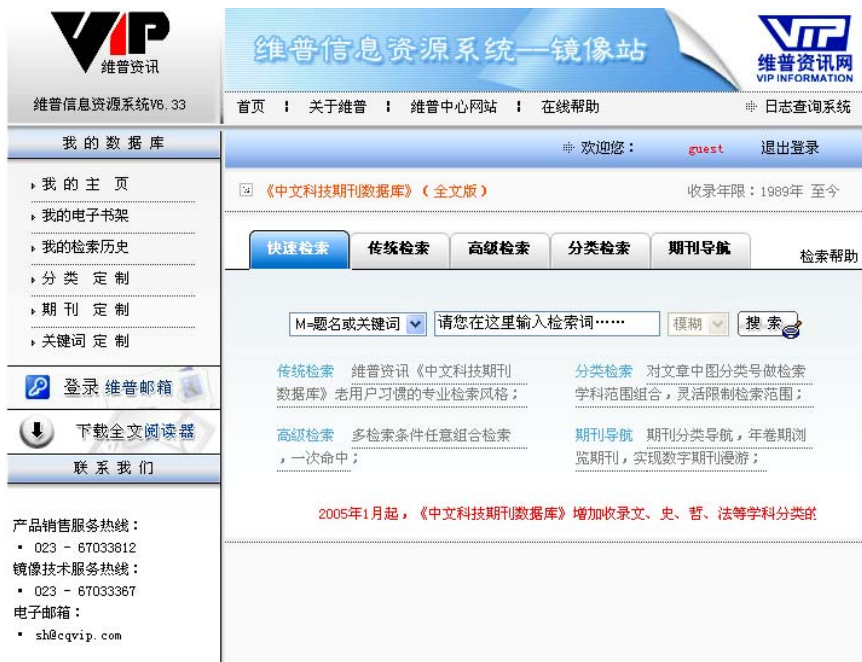 VIP
维普资讯
维普信息资源系统V6.33
维普信息资源系统—镜像站
VIP
维普资讯网
VIP INFORMATION
首页 ¦ 关于维普 ¦ 维普中心网站 ¦ 在线帮助
日志查询系统
欢迎您： guest 退出登录
我的数据库
我的主 页
我的电子书架
我的检索历史
分类 定制
期刊 定制
关键词 定制
登录 维普邮箱
下载全文阅读器
联系我们
产品销售服务热线：
▪ 023 - 67033812
镜像技术服务热线：
▪ 023 - 67033367
电子邮箱：
▪ sh@cqvip.com
《中文科技期刊数据库》（全文版）
收录年限：1989年 至今
快速检索 传统检索 高级检索 分类检索 期刊导航 检索帮助
M=题名或关键词 请您在这里输入检索词…… 模糊 搜索
传统检索 维普资讯《中文科技期刊
数据库》老用户习惯的专业检索风格；
分类检索 对文章中图分类号做检索
学科范围组合，灵活限制检索范围；
高级检索 多检索条件任意组合检索
，一次命中；
期刊导航 期刊分类导航，年卷期浏
览期刊，实现数字期刊漫游；
2005年1月起，《中文科技期刊数据库》增加收录文、史、哲、法等学科分类的